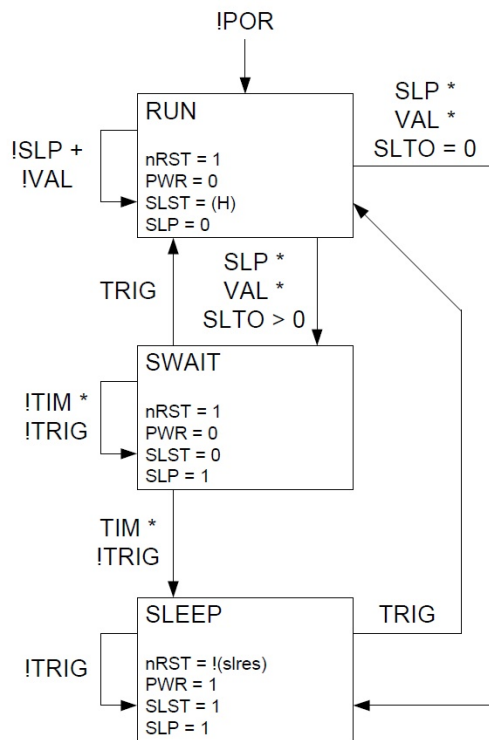 !POR
RUN
nRST = 1
PWR = 0
SLST = (H)
SLP = 0
!SLP +
!VAL
SLP *
VAL *
SLTO = 0
TRIG
SLP *
VAL *
SLTO > 0
SWAIT
nRST = 1
PWR = 0
SLST = 0
SLP = 1
!TIM *
!TRIG
TIM *
!TRIG
SLEEP
nRST = !(slres)
PWR = 1
SLST = 1
SLP = 1
!TRIG
TRIG